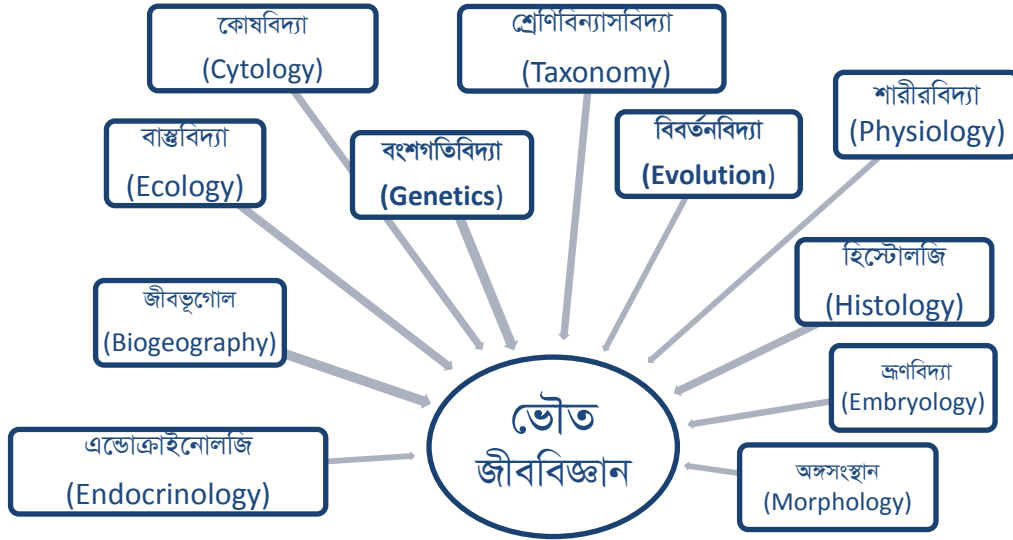 কোষবিদ্যা
(Cytology)
শ্রেণিবিন্যাসবিদ্যা
(Taxonomy)
শারীরবিদ্যা
(Physiology)
বাস্তুবিদ্যা
(Ecology)
বংশগতিবিদ্যা
(Genetics)
বিবর্তনবিদ্যা
(Evolution)
হিস্টোলজি
(Histology)
জীবভূগোল
(Biogeography)
ভ্রূণবিদ্যা
(Embryology)
এন্ডোক্রাইনোলজি
(Endocrinology)
ভৌত
জীববিজ্ঞান
অঙ্গসংস্থান
(Morphology)